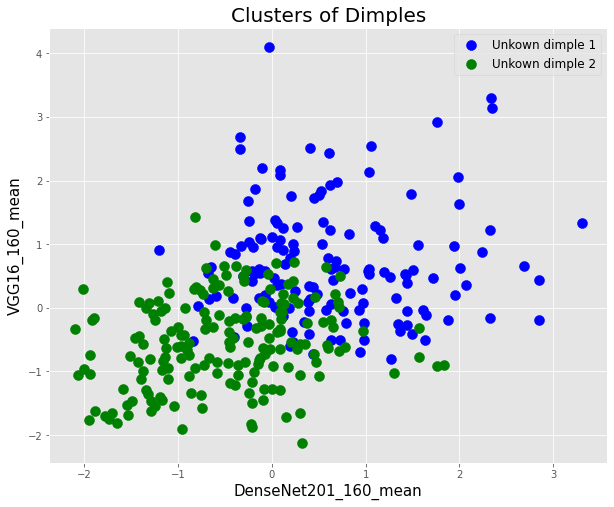 Clusters of Dimples
Unkown dimple 1
Unkown dimple 2
4
3
2
1
0
−1
−2
VGG16_160_mean
−2 −1 0 1 2 3
DenseNet201_160_mean